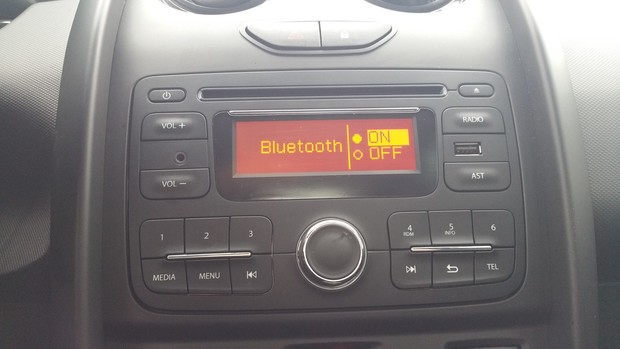 VOL +
RADIO
Bluetooth
ON
OFF
VOL −
AST
1 2 3
4 RDM
5 INFO
6
MEDIA
MENU
TEL